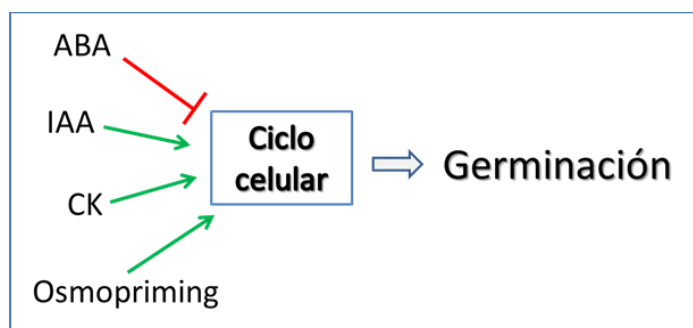 ABA
IAA
CK
Osmopriming
Ciclo
celular
Germinación